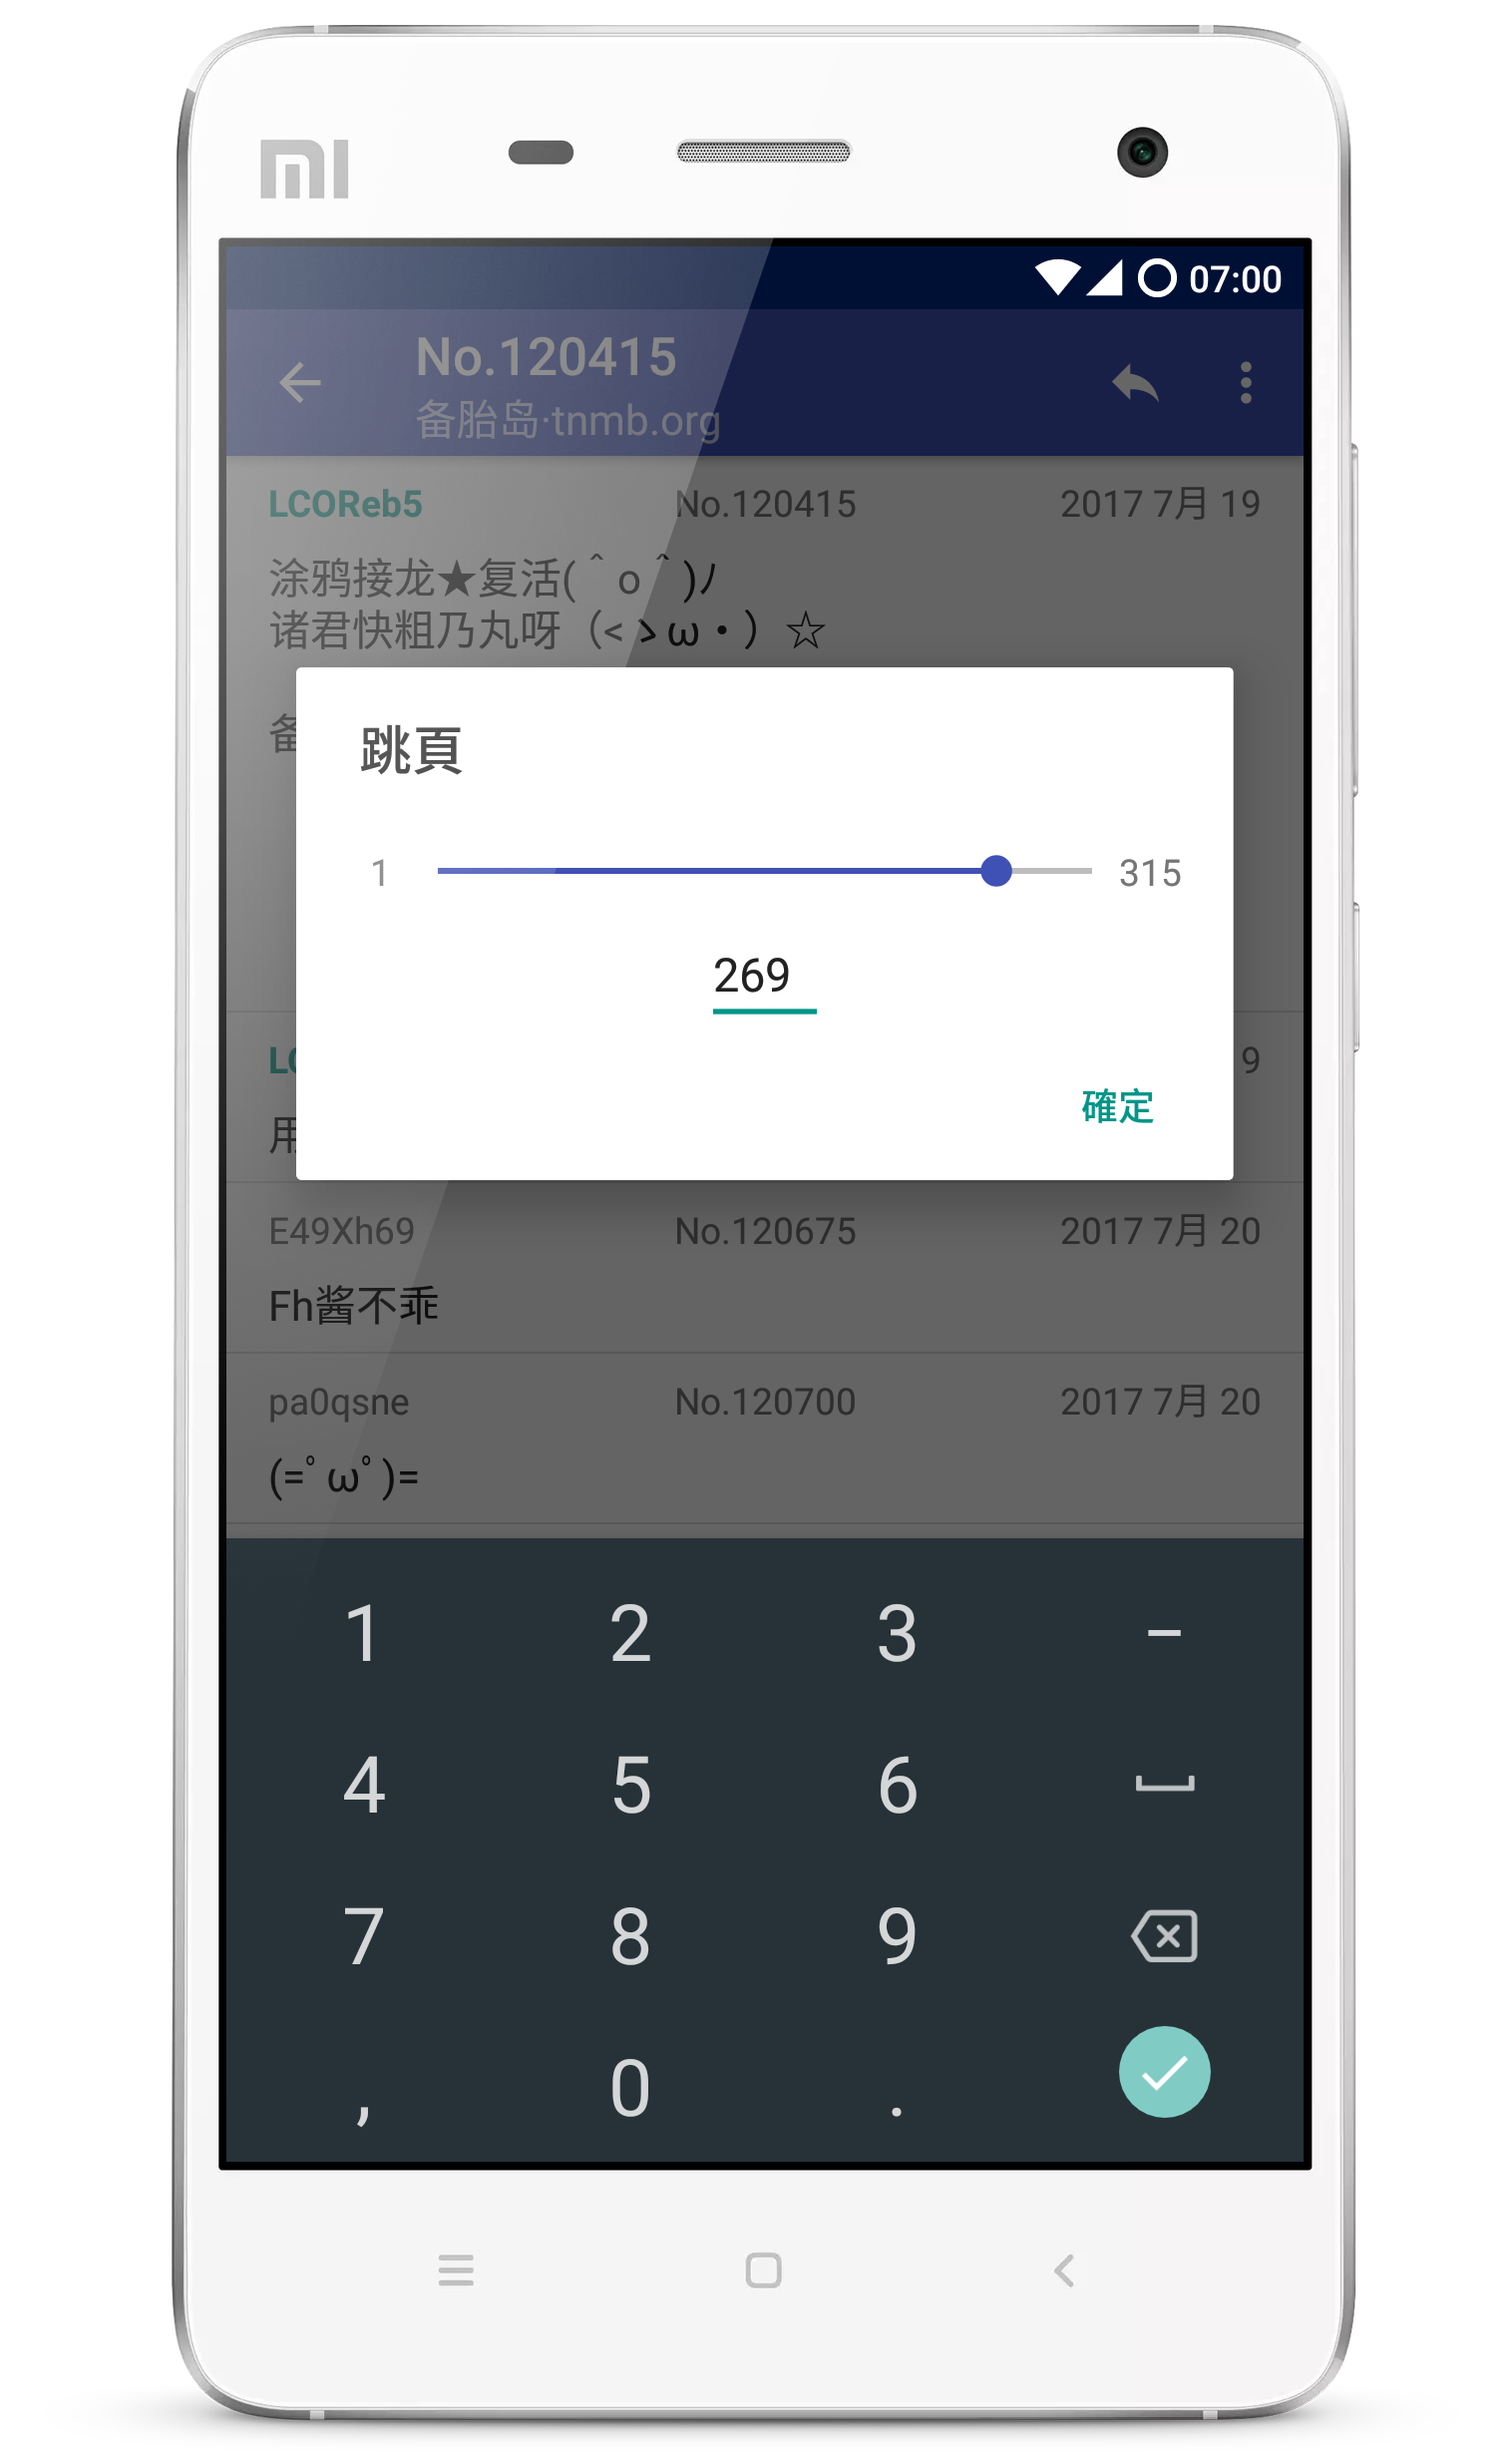 MI
07:00
No.120415
备胎岛·tnmb.org
LCOReb5 No.120415 2017 7月 19
涂鸦接龙★复活(＾o＾)ﾉ
诸君快粗乃丸呀（<ゝω・）☆
跳頁
1 315
269
確定
9
用
E49Xh69 No.120675 2017 7月 20
Fh酱不乖
pa0qsne No.120700 2017 7月 20
(=ﾟωﾟ)=
1 2 3 −
4 5 6
7 8 9
, 0 .